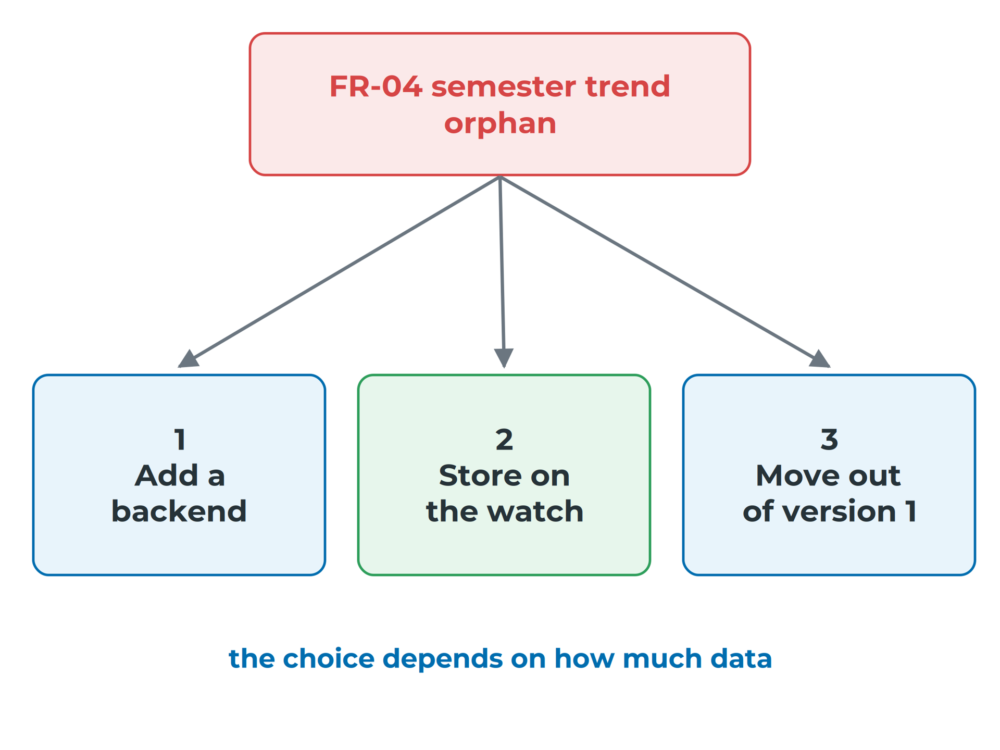 FR-04 semester trend
orphan
1
Add a
backend
2
Store on
the watch
3
Move out
of version 1
the choice depends on how much data